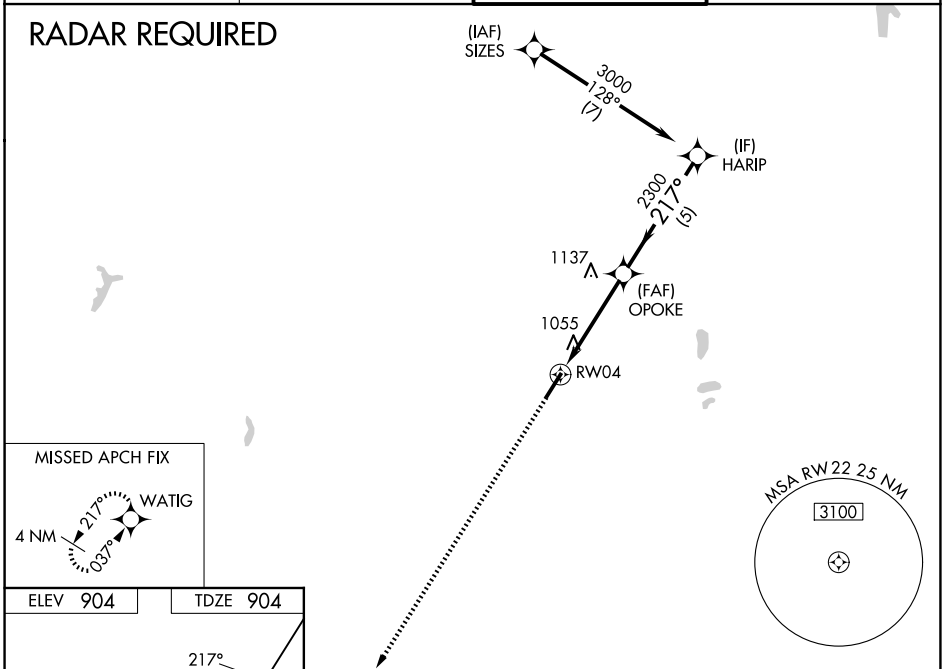 RADAR REQUIRED
(IAF)
SIZES
3000
128°
(7)
(IF)
HARIP
2300
217°
(5)
1137
(FAF)
OPOKE
1055
RW04
MISSED APCH FIX
WATIG
217°
4 NM
037°
MSA RW22 25 NM
3100
ELEV 904
TDZE 904
217°